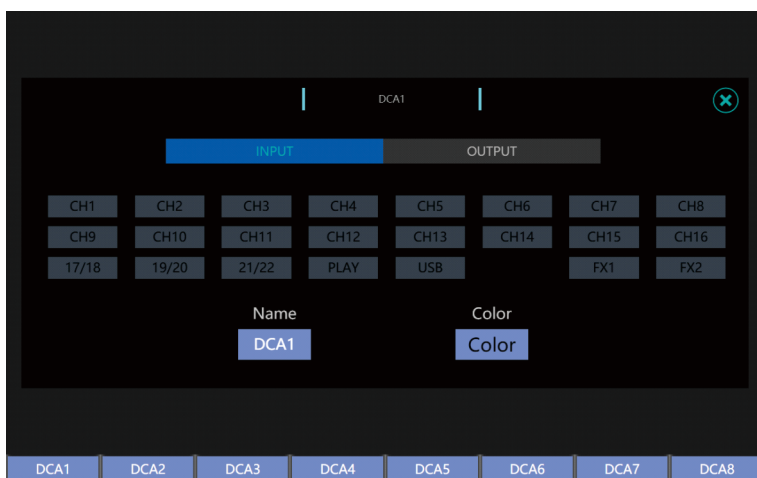 DCA1
INPUT OUTPUT
CH1 CH2 CH3 CH4 CH5 CH6 CH7 CH8
CH9 CH10 CH11 CH12 CH13 CH14 CH15 CH16
17/18 19/20 21/22 PLAY USB FX1 FX2
Name Color
DCA1 Color
DCA1 DCA2 DCA3 DCA4 DCA5 DCA6 DCA7 DCA8